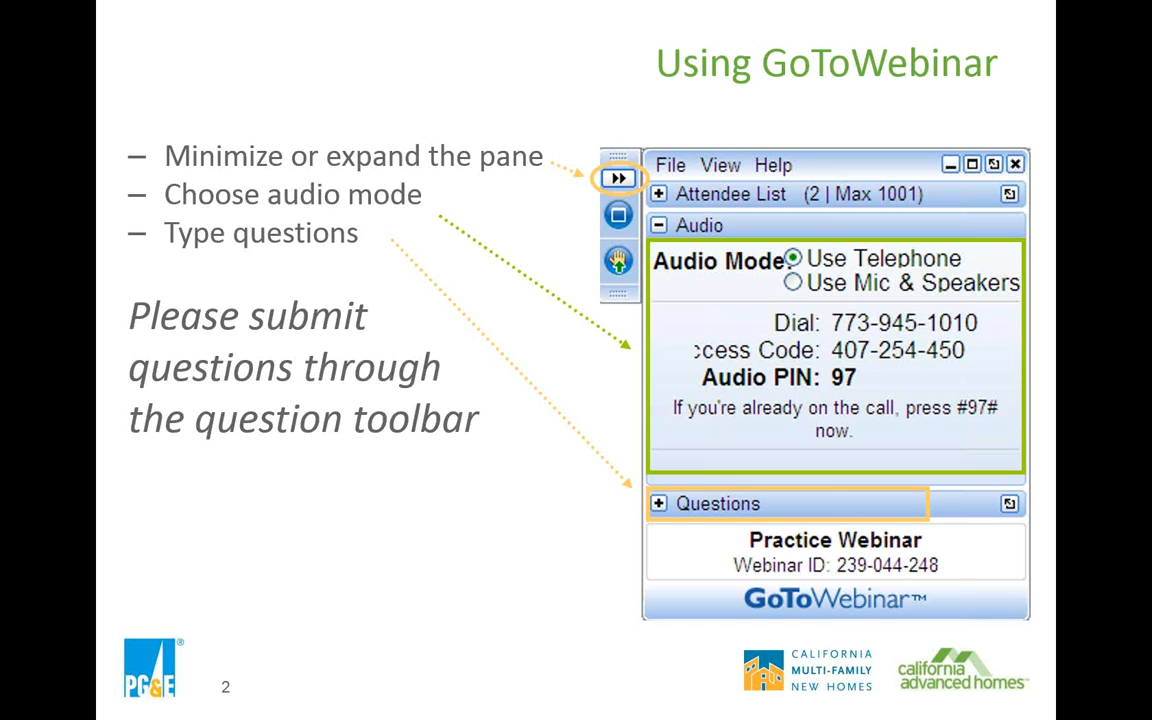 Using GoToWebinar
– Minimize or expand the pane
– Choose audio mode
– Type questions
Please submit
questions through
the question toolbar
File View Help
Attendee List (2 | Max 1001)
Audio
Audio Mode: Use Telephone
Use Mic & Speakers
Dial: 773-945-1010
ccess Code: 407-254-450
Audio PIN: 97
If you're already on the call, press #97#
now.
Questions
Practice Webinar
Webinar ID: 239-044-248
GoToWebinar™
PG&E®
2
CALIFORNIA
MULTI-FAMILY
NEW HOMES
california
advanced homes™